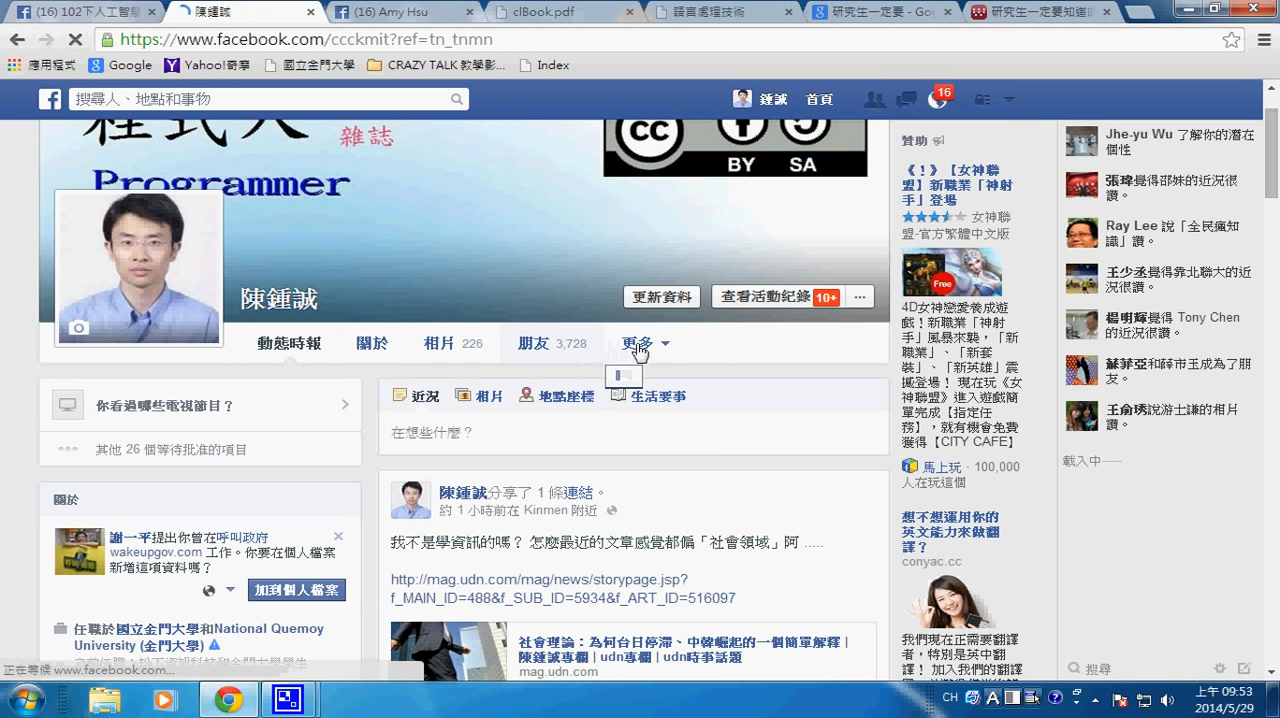 (16) 102下人工智慧
陳鍾誠
(16) Amy Hsu
clBook.pdf
語言處理技術
研究生一定要 - Goo
研究生一定要知道的
https://www.facebook.com/ccckmit?ref=tn_tnmn
應用程式
Google
Yahoo!奇摩
國立金門大學
CRAZY TALK 教學影...
Index
搜尋人、地點和事物
鍾誠
首頁
16
程式人
雜誌
Programmer
cc
BY SA
陳鍾誠
更新資料
查看活動紀錄 10+
...
動態時報
關於
相片 226
朋友 3,728
更多
你看過哪些電視節目?
其他 26 個等待批准的項目
關於
謝一平提出你曾在呼叫政府
wakeupgov.com 工作。你要在個人檔案
新增這項資料嗎?
加到個人檔案
任職於國立金門大學和National Quemoy
University (金門大學)
正在等候 www.facebook.com...
近況
相片
地點座標
生活要事
在想些什麼?
陳鍾誠分享了 1 條連結。
約 1 小時前在 Kinmen 附近
我不是學資訊的嗎? 怎麼最近的文章感覺都偏「社會領域」阿 .....
http://mag.udn.com/mag/news/storypage.jsp?
f_MAIN_ID=488&f_SUB_ID=5934&f_ART_ID=516097
社會理論:為何台日停滯、中韓崛起的一個簡單解釋 |
陳鍾誠專欄 | udn專欄 | udn時事話題
mag.udn.com
贊助
《!》【女神聯
盟】新職業「神射
手」登場
女神聯
盟-官方繁體中文版
Free
4D女神戀愛養成遊
戲!新職業「神射
手」風暴來襲,「新
職業」、「新套
裝」、「新英雄」震
撼登場! 現在玩《女
神聯盟》進入遊戲簡
單完成【指定任
務】,就有機會免費
獲得【CITY CAFE】
馬上玩 · 100,000
人在玩這個
想不想運用你的
英文能力來做翻
譯?
conyac.cc
我們現在正需要翻譯
者,特別是英中翻
譯! 加入我們的翻譯
Jhe-yu Wu 了解你的潛在
個性
張瑋覺得邵妹的近況很
讚。
Ray Lee 說「全民瘋知
識」讚。
王少丞覺得靠北聯大的近
況很讚。
楊明輝覺得 Tony Chen
的近況很讚。
蘇菲亞和薛市玉成為了朋
友。
王俞琇說游士謙的相片
讚。
載入中……
搜尋
CH
上午 09:53
2014/5/29